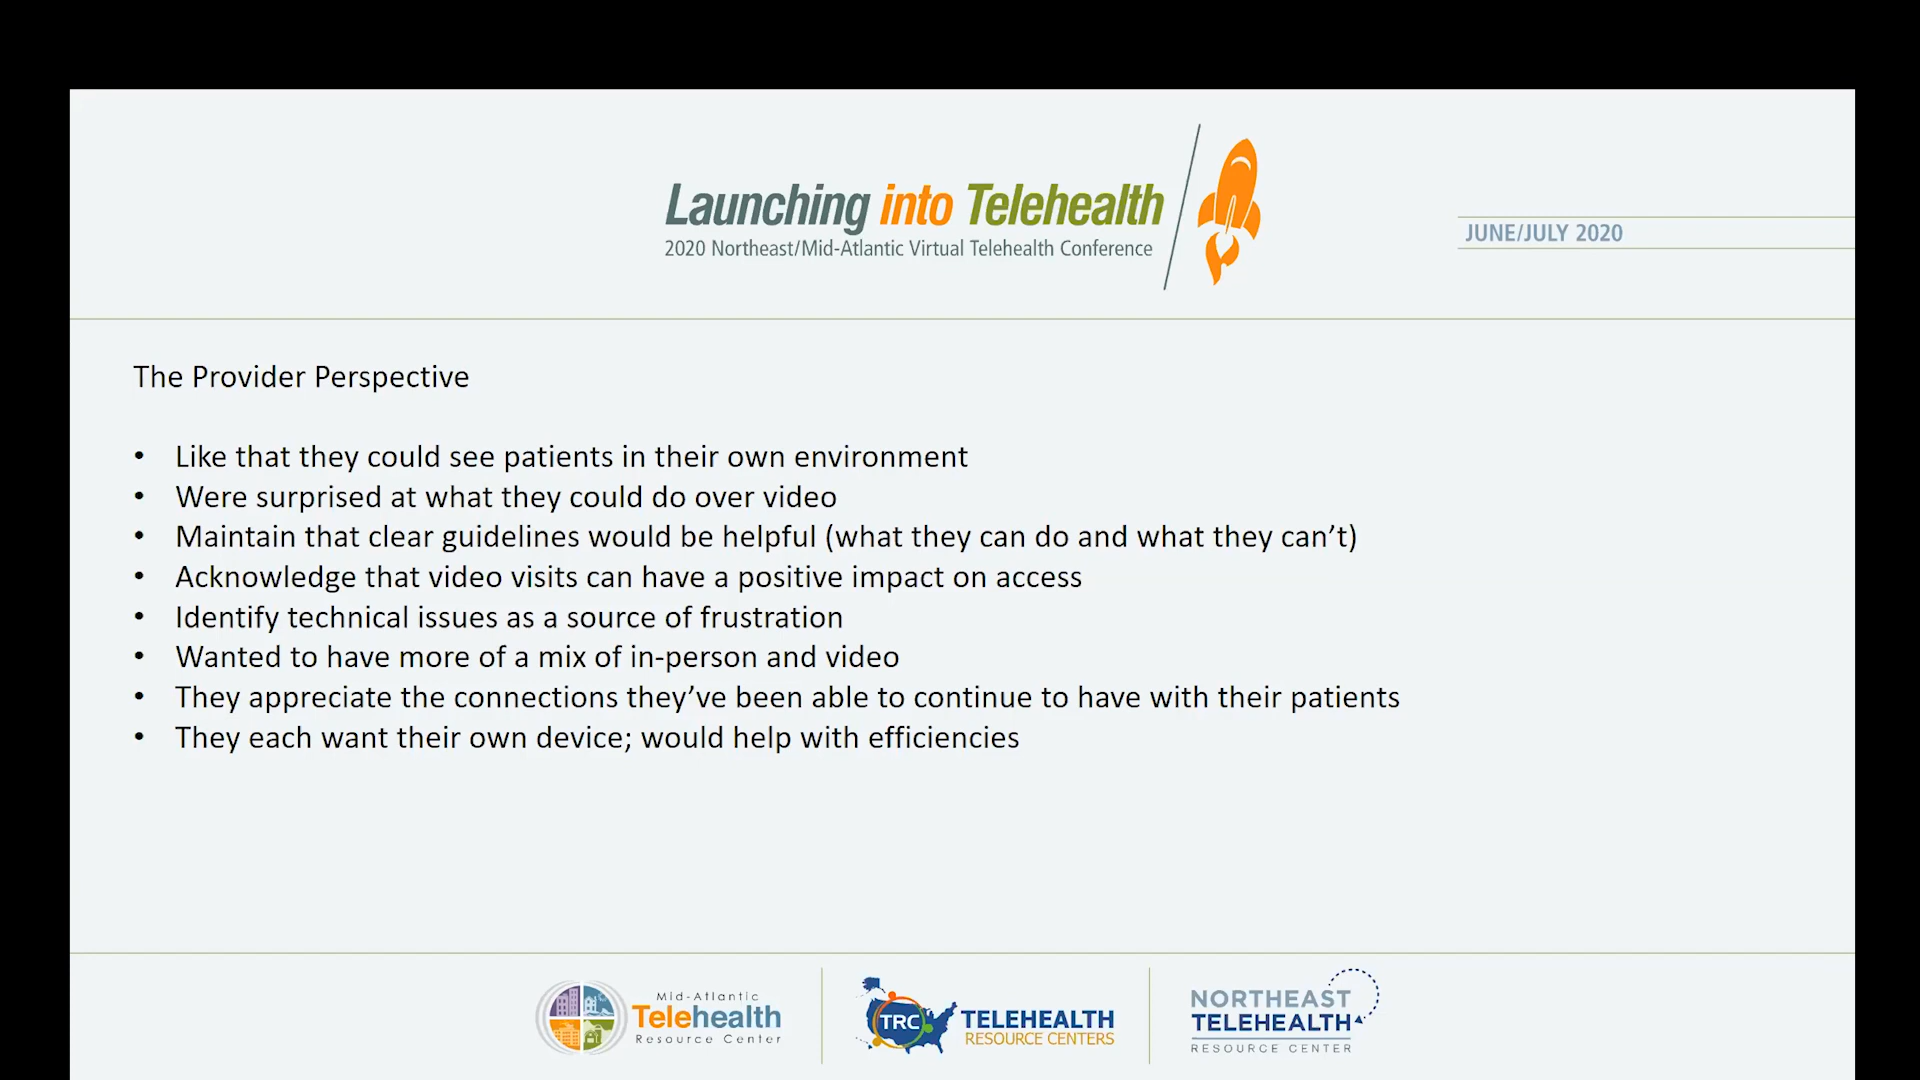 Launching into Telehealth
2020 Northeast/Mid-Atlantic Virtual Telehealth Conference
JUNE/JULY 2020
The Provider Perspective
• Like that they could see patients in their own environment
• Were surprised at what they could do over video
• Maintain that clear guidelines would be helpful (what they can do and what they can’t)
• Acknowledge that video visits can have a positive impact on access
• Identify technical issues as a source of frustration
• Wanted to have more of a mix of in-person and video
• They appreciate the connections they’ve been able to continue to have with their patients
• They each want their own device; would help with efficiencies
Mid-Atlantic
Telehealth
Resource Center
TRC
TELEHEALTH
RESOURCE CENTERS
NORTHEAST
TELEHEALTH
RESOURCE CENTER